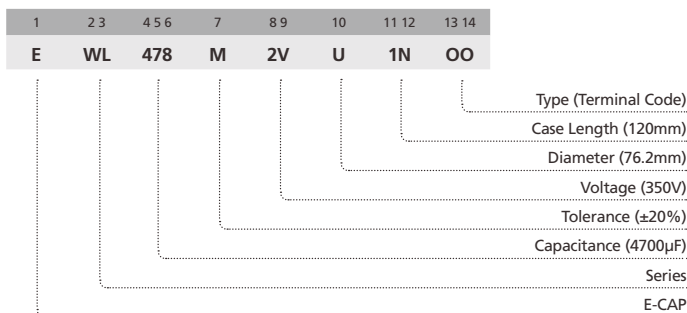 1 2 3 4 5 6 7 8 9 10 11 12 13 14
E WL 478 M 2V U 1N OO
Type (Terminal Code)
Case Length (120mm)
Diameter (76.2mm)
Voltage (350V)
Tolerance (±20%)
Capacitance (4700µF)
Series
E-CAP